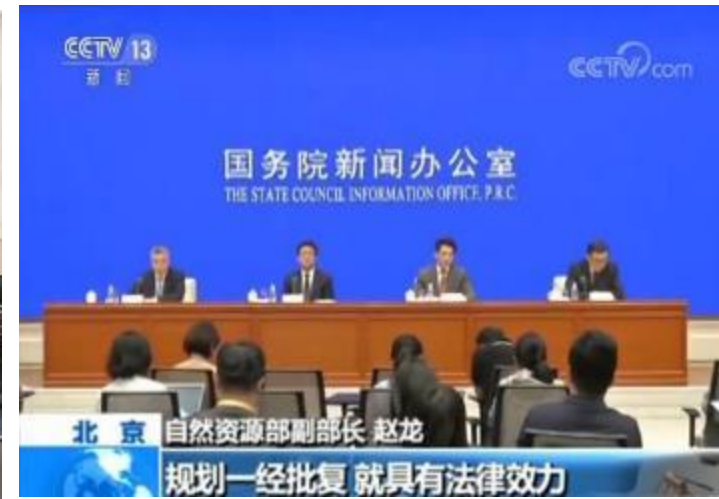 CCTV 13
新闻
CCTV.com
国务院新闻办公室
THE STATE COUNCIL INFORMATION OFFICE, P.R.C.
北京
自然资源部副部长 赵龙
规划一经批复 就具有法律效力